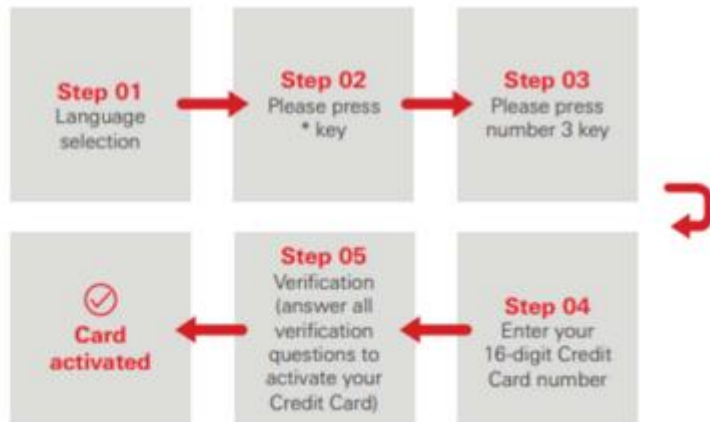 Step 01
Language
selection
Step 02
Please press
* key
Step 03
Please press
number 3 key
Step 04
Enter your
16-digit Credit
Card number
Step 05
Verification
(answer all
verification
questions to
activate your
Credit Card)
Card
activated